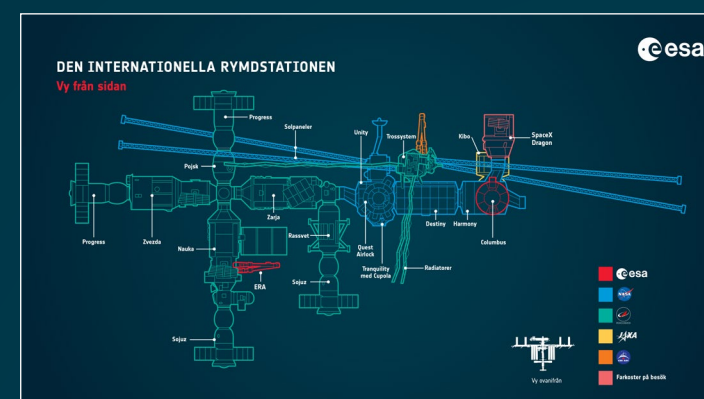 esa
DEN INTERNATIONELLA RYMDSTATIONEN
Vy från sidan
Progress
Solpaneler
Unity
Trossystem
Kibo
SpaceX
Dragon
Pojsk
Progress
Zvezda
Zarja
Nauka
Rassvet
Quest
Airlock
Destiny
Harmony
Columbus
Tranquility
med Cupola
Radiatorer
ERA
Sojuz
Sojuz
esa
NASA
JAXA
Farkoster på besök
Vy ovanifrån